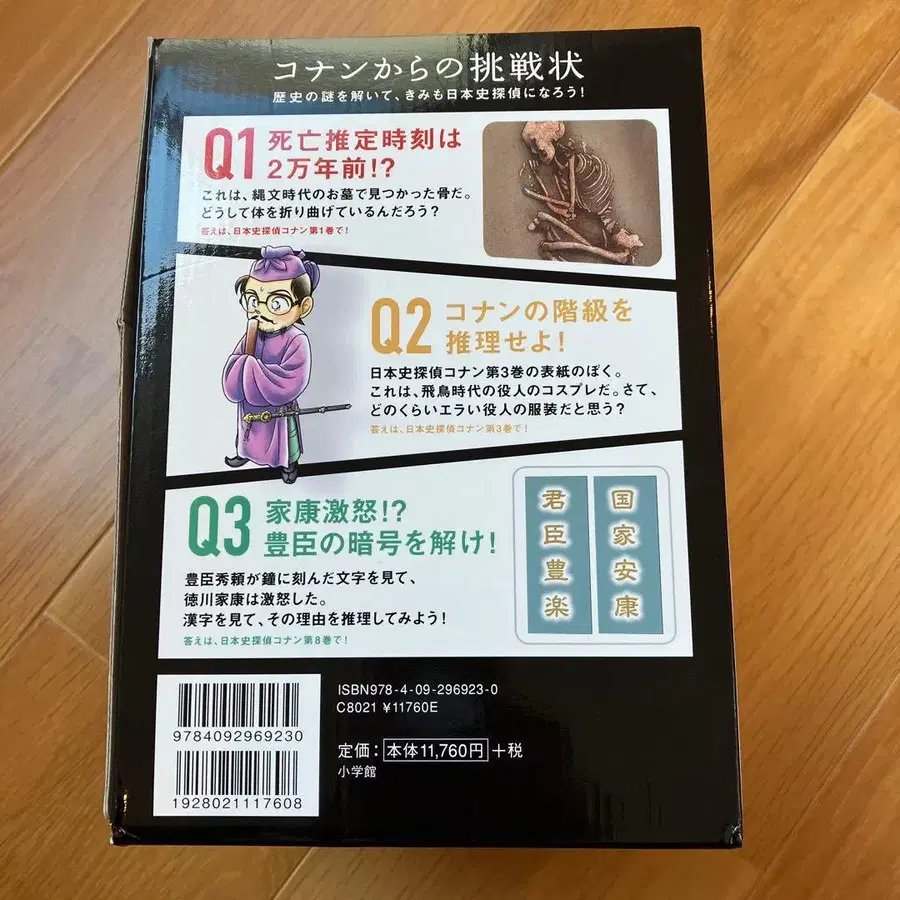 コナンからの挑戦状
歴史の謎を解いて、きみも日本史探偵になろう!
Q1 死亡推定時刻は
2万年前!?
これは、縄文時代のお墓で見つかった骨だ。
どうして体を折り曲げているんだろう?
答えは、日本史探偵コナン第1巻で!
Q2 コナンの階級を
推理せよ!
日本史探偵コナン第3巻の表紙のぼく。
これは、飛鳥時代の役人のコスプレだ。さて、
どのくらいエラい役人の服装だと思う?
答えは、日本史探偵コナン第3巻で!
Q3 家康激怒!?
豊臣の暗号を解け!
豊臣秀頼が鐘に刻んだ文字を見て、
徳川家康は激怒した。
漢字を見て、その理由を推理してみよう!
答えは、日本史探偵コナン第8巻で!
国家安康
君臣豊楽
ISBN978-4-09-296923-0
C8021 ¥11760E
9784092969230
定価:本体11,760円+税
小学館
1928021117608